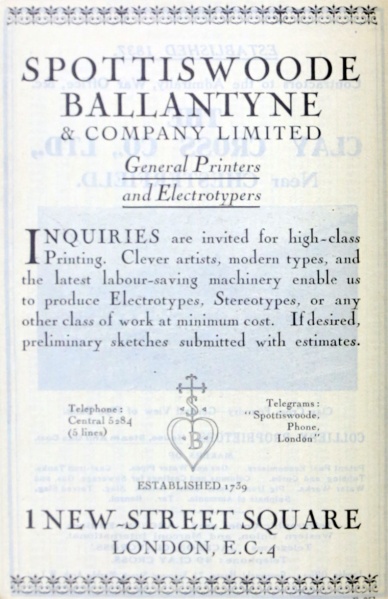 SPOTTISWOODE
BALLANTYNE
& COMPANY LIMITED
General Printers
and Electrotypers
INQUIRIES are invited for high-class
Printing. Clever artists, modern types, and
the latest labour-saving machinery enable us
to produce Electrotypes, Stereotypes, or any
other class of work at minimum cost. If desired,
preliminary sketches submitted with estimates.
Telephone:
Central 5284
(5 lines)
S
B
Telegrams:
"Spottiswoode,
Phone,
London"
ESTABLISHED 1739
1 NEW-STREET SQUARE
LONDON, E.C. 4